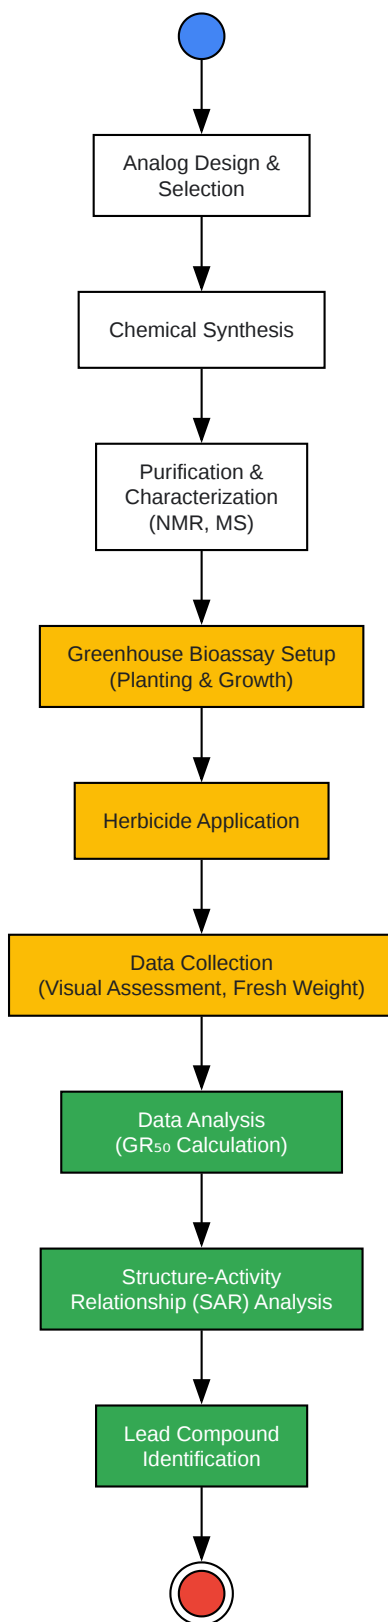 Analog Design &
Selection
Chemical Synthesis
Purification &
Characterization
(NMR, MS)
Greenhouse Bioassay Setup
(Planting & Growth)
Herbicide Application
Data Collection
(Visual Assessment, Fresh Weight)
Data Analysis
(GR₅₀ Calculation)
Structure-Activity
Relationship (SAR) Analysis
Lead Compound
Identification